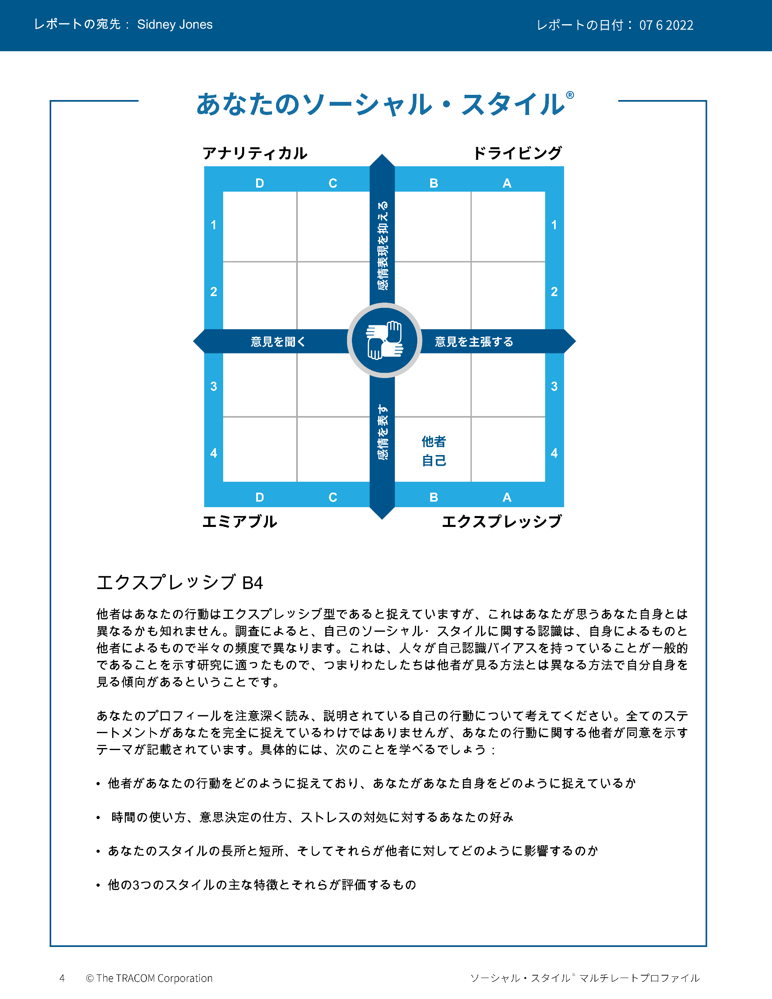 レポートの宛先： Sidney Jones
レポートの日付： 07 6 2022
あなたのソーシャル・スタイル®
アナリティカル
ドライビング
D C B A
感情表現を抑える
1 1
2 2
意見を聞く
意見を主張する
3 3
感情を表す
他者
自己
4 4
D C B A
エミアブル
エクスプレッシブ
エクスプレッシブ B4
他者はあなたの行動はエクスプレッシブ型であると捉えていますが、これはあなたが思うあなた自身とは
異なるかも知れません。調査によると、自己のソーシャル· スタイルに関する認識は、自身によるものと
他者によるもので半々の頻度で異なります。これは、人々が自己認識バイアスを持っていることが一般的
であることを示す研究に適ったもので、つまりわたしたちは他者が見る方法とは異なる方法で自分自身を
見る傾向があるということです。
あなたのプロフィールを注意深く読み、説明されている自己の行動について考えてください。全てのステ
ートメントがあなたを完全に捉えているわけではありませんが、あなたの行動に関する他者が同意を示す
テーマが記載されています。具体的には、次のことを学べるでしょう：
• 他者があなたの行動をどのように捉えており、あなたがあなた自身をどのように捉えているか
• 時間の使い方、意思決定の仕方、ストレスの対処に対するあなたの好み
• あなたのスタイルの長所と短所、そしてそれらが他者に対してどのように影響するのか
• 他の3つのスタイルの主な特徴とそれらが評価するもの
4 © The TRACOM Corporation
ソーシャル・スタイル® マルチレートプロファイル